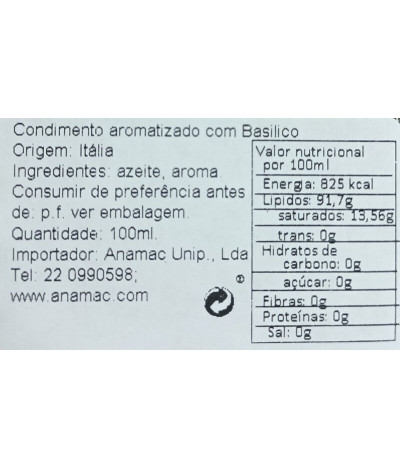 Condimento aromatizado com Basilico
Origem: Itália
Ingredientes: azeite, aroma.
Consumir de preferência antes
de: p.f. ver embalagem.
Quantidade: 100ml.
Importador: Anamac Unip., Lda
Tel: 22 0990598;
www.anamac.com
Valor nutricional
por 100ml
Energia: 825 kcal
Lípidos: 91,7g
saturados: 13,56g
trans: 0g
Hidratos de
carbono: 0g
açúcar: 0g
Fibras: 0g
Proteínas: 0g
Sal: 0g